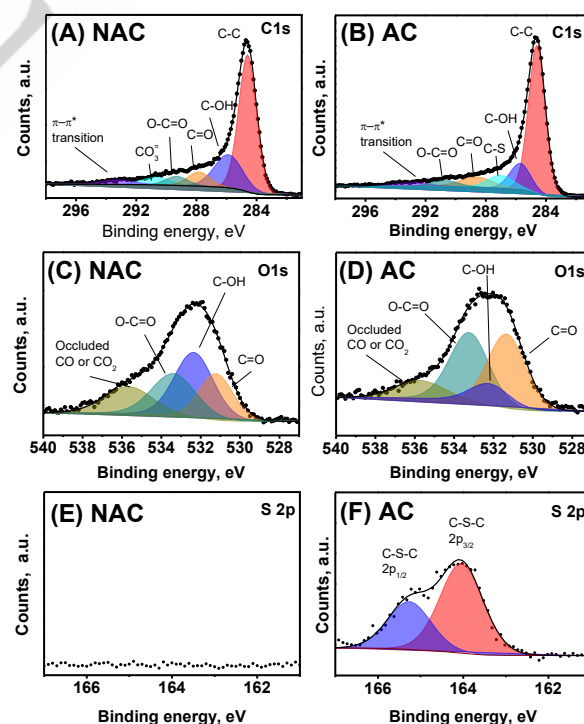 (A) NAC
C-C
C1s
C-OH
O-C=O
C=O
π–π*
transition
CO₃⁼
Counts, a.u.
296 292 288 284
Binding energy, eV
(B) AC
C-C
C1s
C-OH
π–π*
transition
O-C=O
C=O
C-S
Counts, a.u.
296 292 288 284
Binding energy, eV
(C) NAC
O1s
C-OH
O-C=O
Occluded
CO or CO₂
C=O
Counts, a.u.
540 538 536 534 532 530 528
Binding energy, eV
(D) AC
C-OH
O1s
O-C=O
Occluded
CO or CO₂
C=O
Counts, a.u.
540 538 536 534 532 530 528
Binding energy, eV
(E) NAC
S 2p
Counts, a.u.
166 164 162
Binding energy, eV
(F) AC
S 2p
C-S-C
2p₃/₂
C-S-C
2p₁/₂
Counts, a.u.
166 164 162
Binding energy, eV